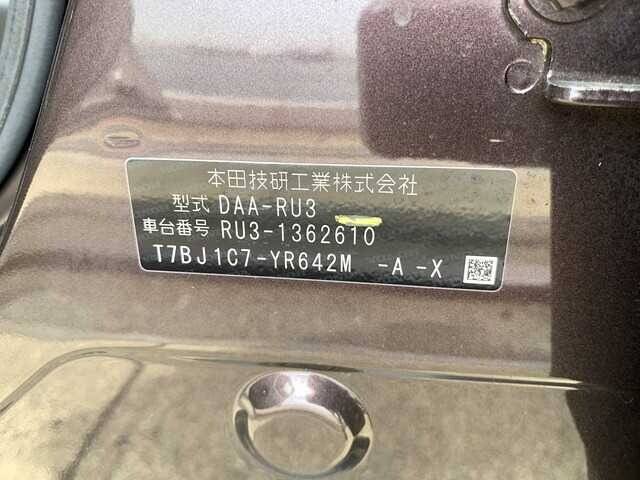 本田技研工業株式会社
型式 DAA-RU3
車台番号 RU3-1362610
T7BJ1C7-YR642M -A -X